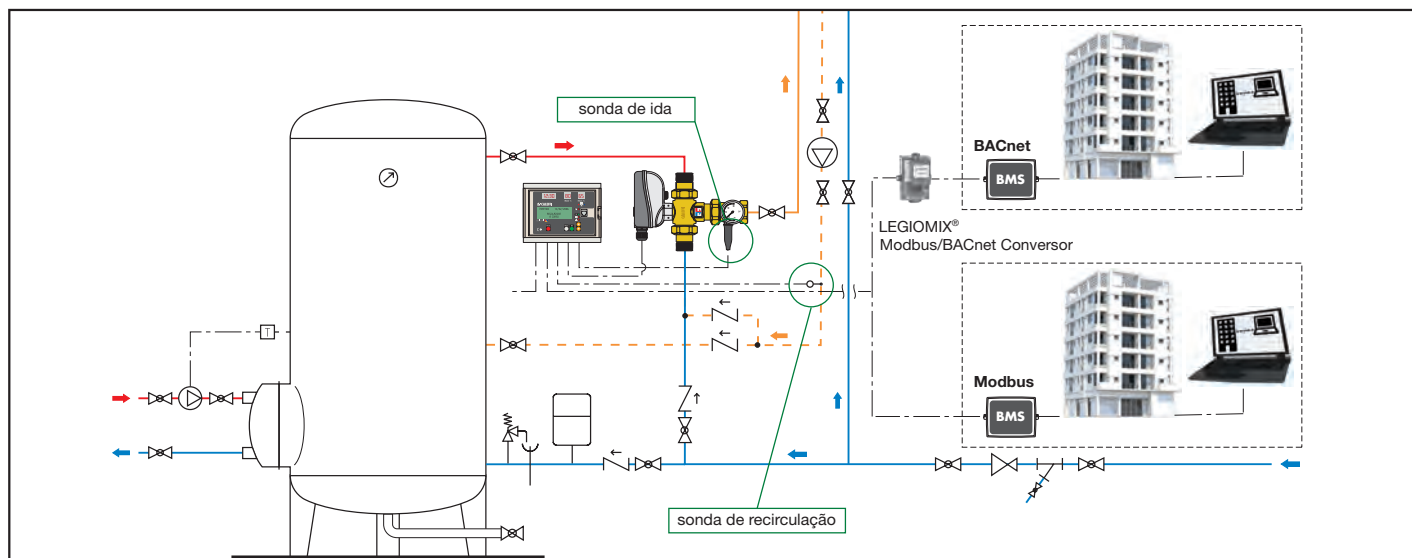 sonda de ida
BACnet
BMS
LEGIOMIX®
Modbus/BACnet Conversor
T
Modbus
BMS
sonda de recirculação